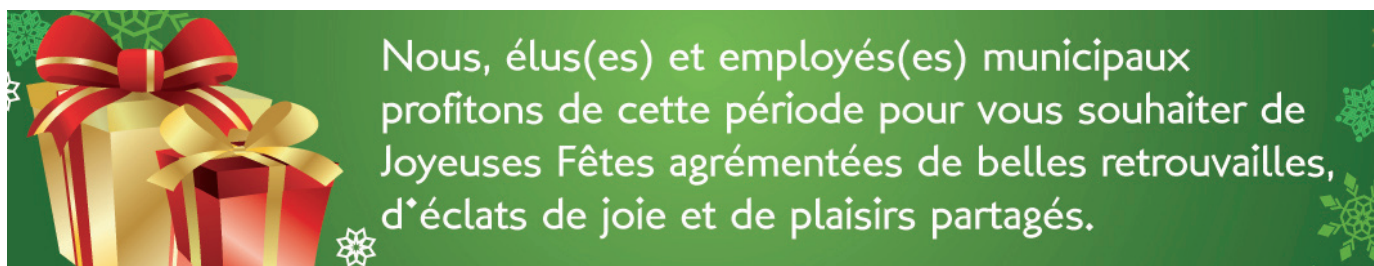 Nous, élus(es) et employés(es) municipaux
profitons de cette période pour vous souhaiter de
Joyeuses Fêtes agrémentées de belles retrouvailles,
d'éclats de joie et de plaisirs partagés.